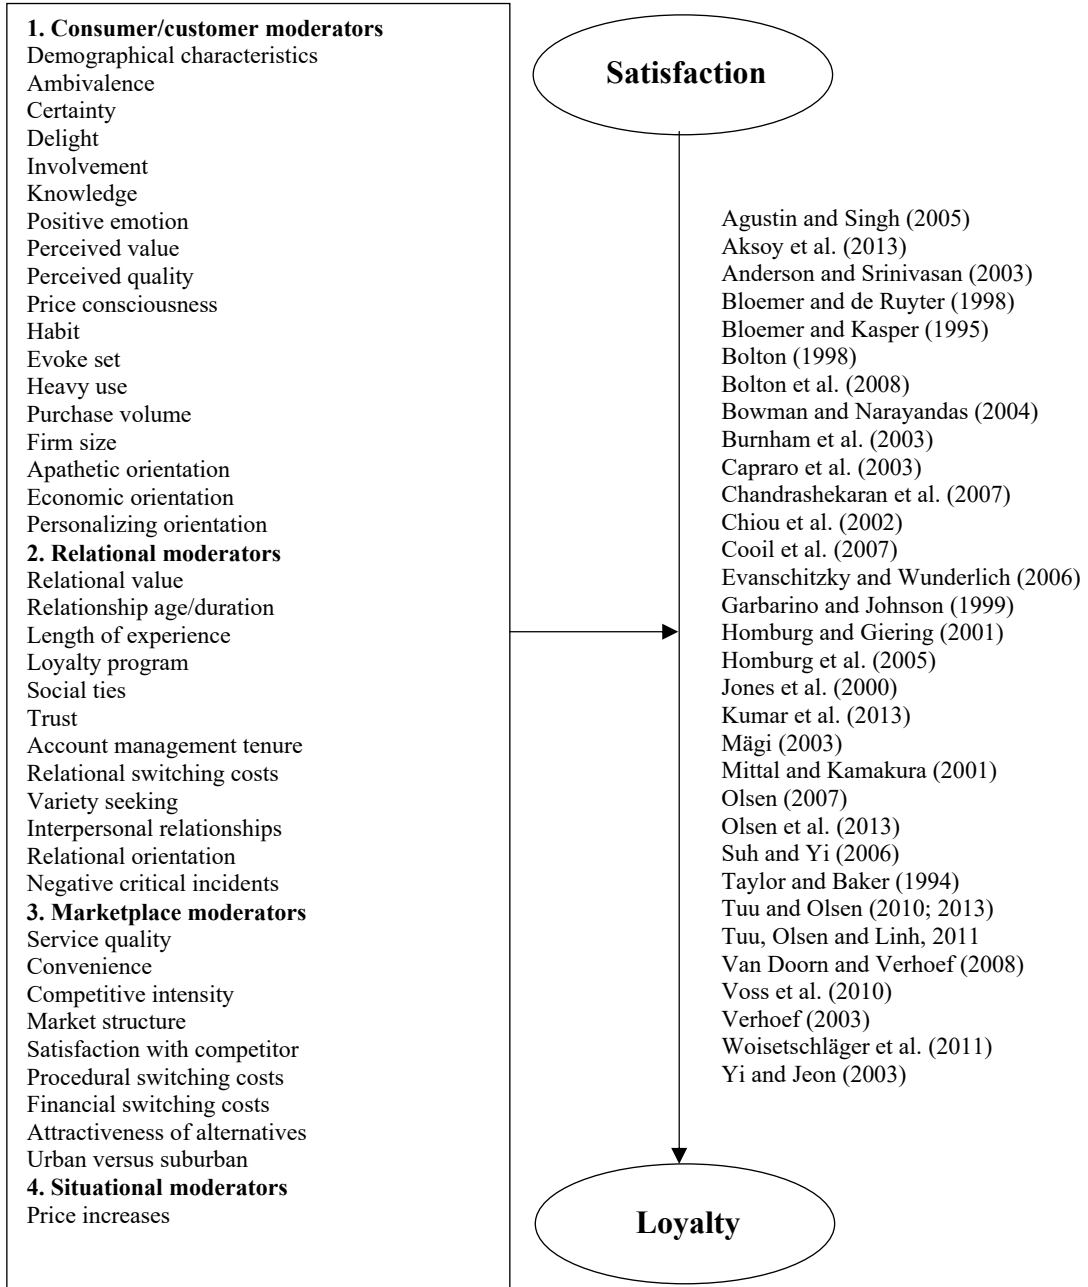 1. Consumer/customer moderators
Demographical characteristics
Ambivalence
Certainty
Delight
Involvement
Knowledge
Positive emotion
Perceived value
Perceived quality
Price consciousness
Habit
Evoke set
Heavy use
Purchase volume
Firm size
Apathetic orientation
Economic orientation
Personalizing orientation
2. Relational moderators
Relational value
Relationship age/duration
Length of experience
Loyalty program
Social ties
Trust
Account management tenure
Relational switching costs
Variety seeking
Interpersonal relationships
Relational orientation
Negative critical incidents
3. Marketplace moderators
Service quality
Convenience
Competitive intensity
Market structure
Satisfaction with competitor
Procedural switching costs
Financial switching costs
Attractiveness of alternatives
Urban versus suburban
4. Situational moderators
Price increases
Satisfaction
Agustin and Singh (2005)
Aksoy et al. (2013)
Anderson and Srinivasan (2003)
Bloemer and de Ruyter (1998)
Bloemer and Kasper (1995)
Bolton (1998)
Bolton et al. (2008)
Bowman and Narayandas (2004)
Burnham et al. (2003)
Capraro et al. (2003)
Chandrashekaran et al. (2007)
Chiou et al. (2002)
Cooil et al. (2007)
Evanschitzky and Wunderlich (2006)
Garbarino and Johnson (1999)
Homburg and Giering (2001)
Homburg et al. (2005)
Jones et al. (2000)
Kumar et al. (2013)
Mägi (2003)
Mittal and Kamakura (2001)
Olsen (2007)
Olsen et al. (2013)
Suh and Yi (2006)
Taylor and Baker (1994)
Tuu and Olsen (2010; 2013)
Tuu, Olsen and Linh, 2011
Van Doorn and Verhoef (2008)
Voss et al. (2010)
Verhoef (2003)
Woisetschläger et al. (2011)
Yi and Jeon (2003)
Loyalty